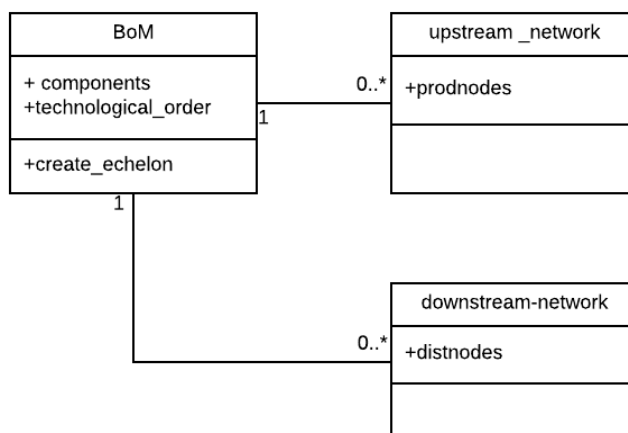 BoM
+ components
+technological_order
+create_echelon
1
0..*
upstream _network
+prodnodes
1
0..*
downstream-network
+distnodes